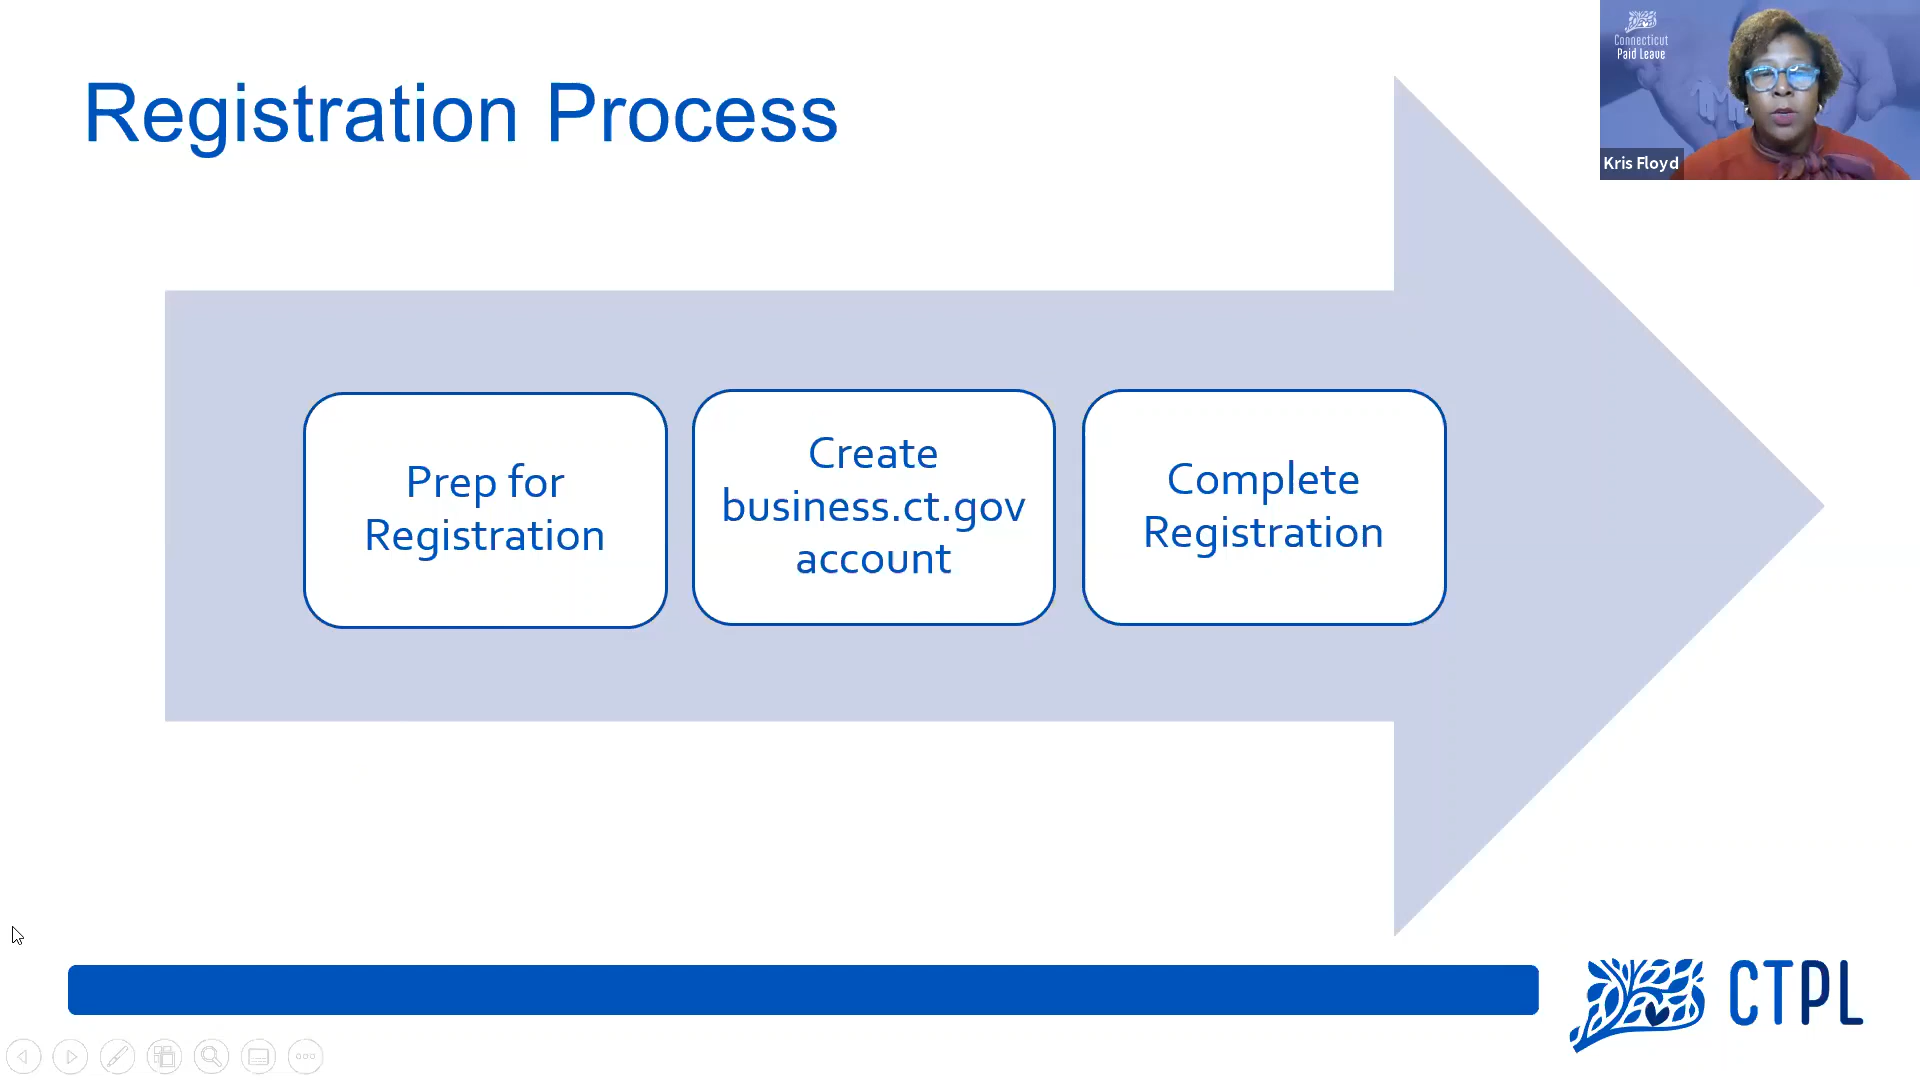 Registration Process
Connecticut
Paid Leave
Kris Floyd
Prep for
Registration
Create
business.ct.gov
account
Complete
Registration
CTPL